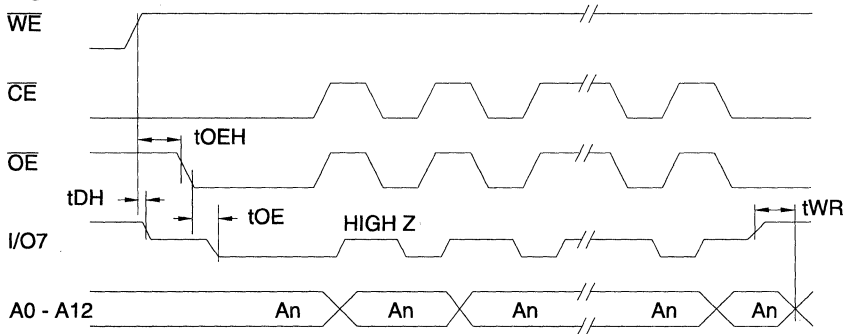 WE
CE
tOEH
OE
tDH
tOE
HIGH Z
tWR
I/O7
A0 - A12 An An An An An